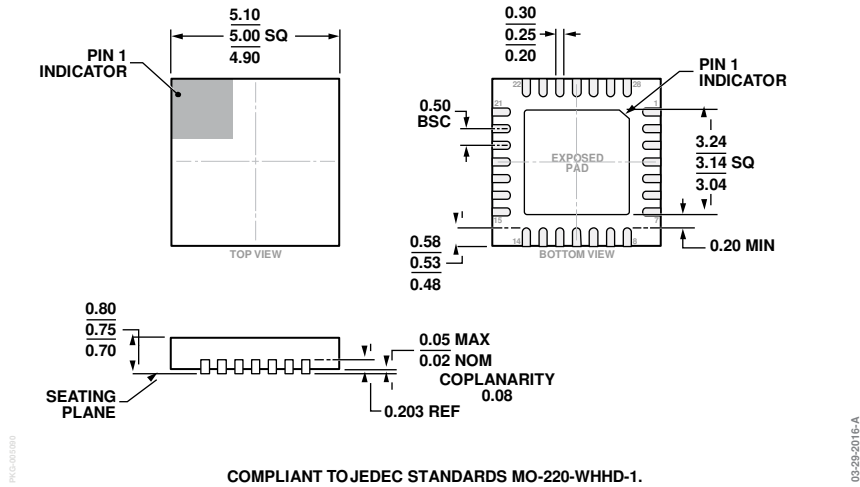 5.10
5.00 SQ
4.90
PIN 1
INDICATOR
TOP VIEW
0.30
0.25
0.20
PIN 1
INDICATOR
0.50
BSC
22
28
21
1
EXPOSED
PAD
3.24
3.14 SQ
3.04
15
7
14
8
BOTTOM VIEW
0.20 MIN
0.58
0.53
0.48
0.80
0.75
0.70
SEATING
PLANE
0.05 MAX
0.02 NOM
COPLANARITY
0.08
0.203 REF
PKG-005090
03-29-2016-A
COMPLIANT TO JEDEC STANDARDS MO-220-WHHD-1.